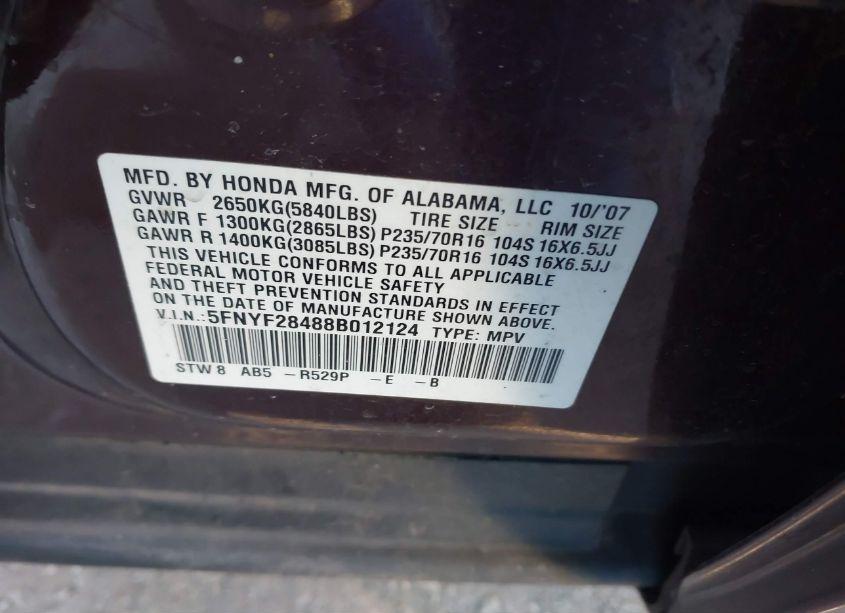 MFD. BY HONDA MFG. OF ALABAMA, LLC 10/'07
GVWR 2650KG(5840LBS) TIRE SIZE RIM SIZE
GAWR F 1300KG(2865LBS) P235/70R16 104S 16X6.5JJ
GAWR R 1400KG(3085LBS) P235/70R16 104S 16X6.5JJ
THIS VEHICLE CONFORMS TO ALL APPLICABLE
FEDERAL MOTOR VEHICLE SAFETY
AND THEFT PREVENTION STANDARDS IN EFFECT
ON THE DATE OF MANUFACTURE SHOWN ABOVE.
V.I.N.: 5FNYF28488B012124 TYPE: MPV
STW8 AB5 -R529P -E -B